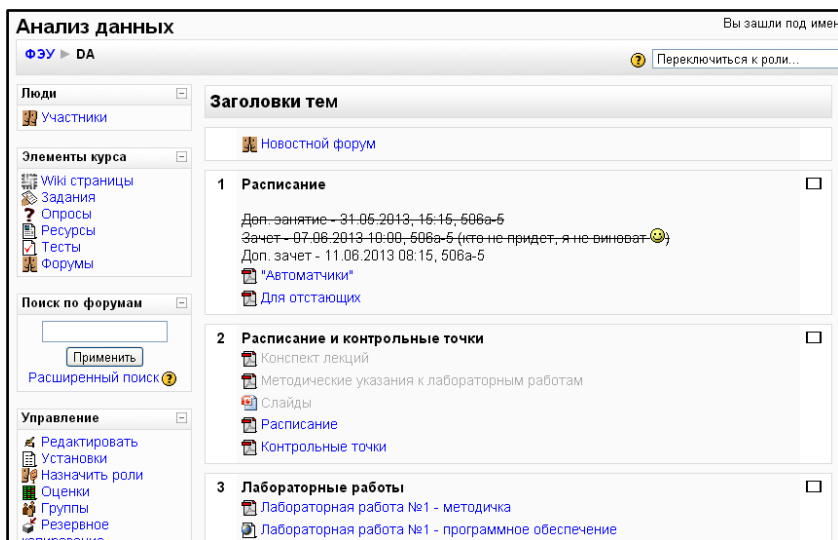 Анализ данных
Вы зашли под имен
ФЭУ ► DA
Переключиться к роли...
Люди
Участники
Элементы курса
Wiki страницы
Задания
Опросы
Ресурсы
Тесты
Форумы
Поиск по форумам
Применить
Расширенный поиск
Управление
Редактировать
Установки
Назначить роли
Оценки
Группы
Резервное
копирование
Заголовки тем
Новостной форум
1 Расписание
Доп. занятие - 31.05.2013, 15:15, 506а-5
Зачет - 07.06.2013 10:00, 506а-5 (кто не придет, я не виноват )
Доп. зачет - 11.06.2013 08:15, 506а-5
"Автоматчики"
Для отстающих
2 Расписание и контрольные точки
Конспект лекций
Методические указания к лабораторным работам
Слайды
Расписание
Контрольные точки
3 Лабораторные работы
Лабораторная работа №1 - методичка
Лабораторная работа №1 - программное обеспечение